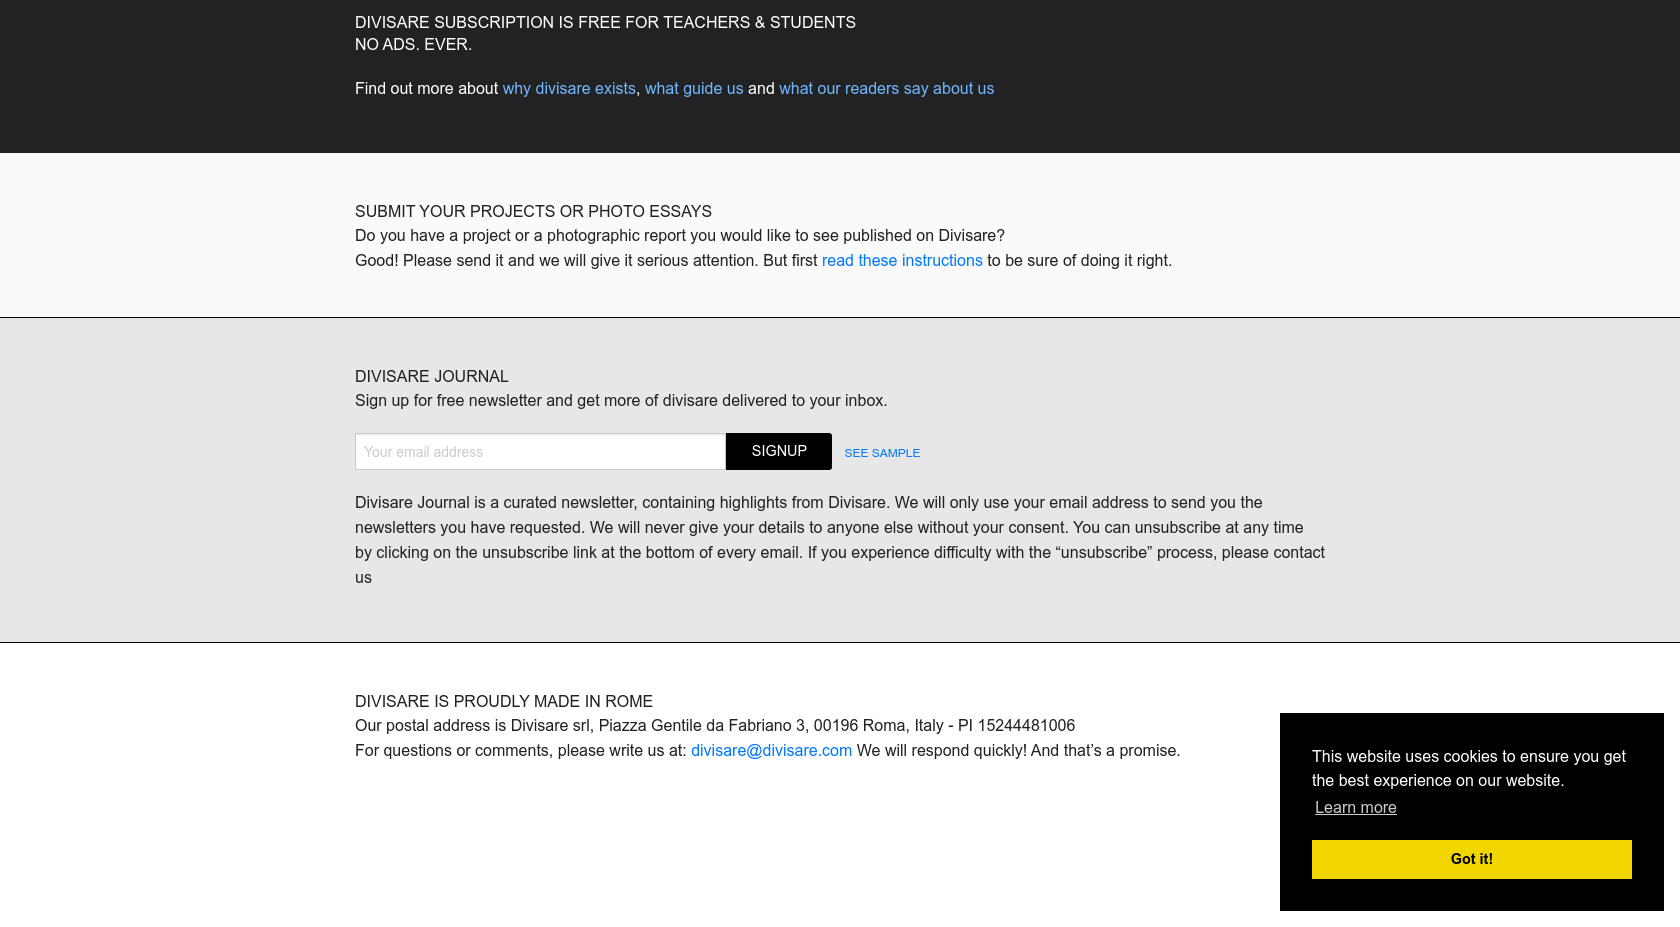 DIVISARE SUBSCRIPTION IS FREE FOR TEACHERS & STUDENTS
NO ADS. EVER.
Find out more about why divisare exists, what guide us and what our readers say about us
SUBMIT YOUR PROJECTS OR PHOTO ESSAYS
Do you have a project or a photographic report you would like to see published on Divisare?
Good! Please send it and we will give it serious attention. But first read these instructions to be sure of doing it right.
DIVISARE JOURNAL
Sign up for free newsletter and get more of divisare delivered to your inbox.
Your email address SIGNUP SEE SAMPLE
Divisare Journal is a curated newsletter, containing highlights from Divisare. We will only use your email address to send you the
newsletters you have requested. We will never give your details to anyone else without your consent. You can unsubscribe at any time
by clicking on the unsubscribe link at the bottom of every email. If you experience difficulty with the “unsubscribe” process, please contact
us
DIVISARE IS PROUDLY MADE IN ROME
Our postal address is Divisare srl, Piazza Gentile da Fabriano 3, 00196 Roma, Italy - PI 15244481006
For questions or comments, please write us at: divisare@divisare.com We will respond quickly! And that’s a promise.
This website uses cookies to ensure you get
the best experience on our website.
Learn more
Got it!